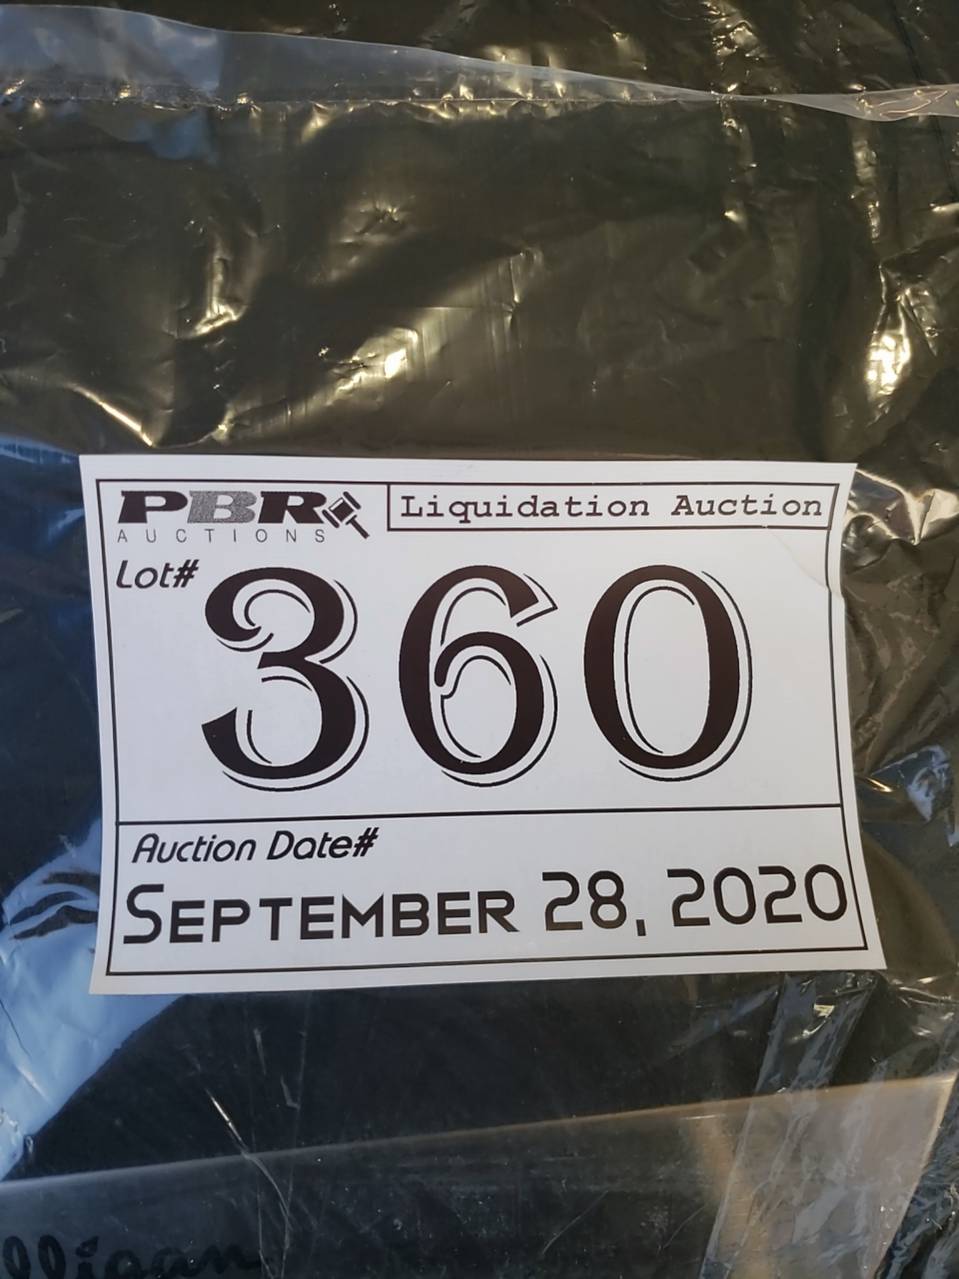 PBR
AUCTIONS
Liquidation Auction
Lot#
360
Auction Date#
SEPTEMBER 28, 2020